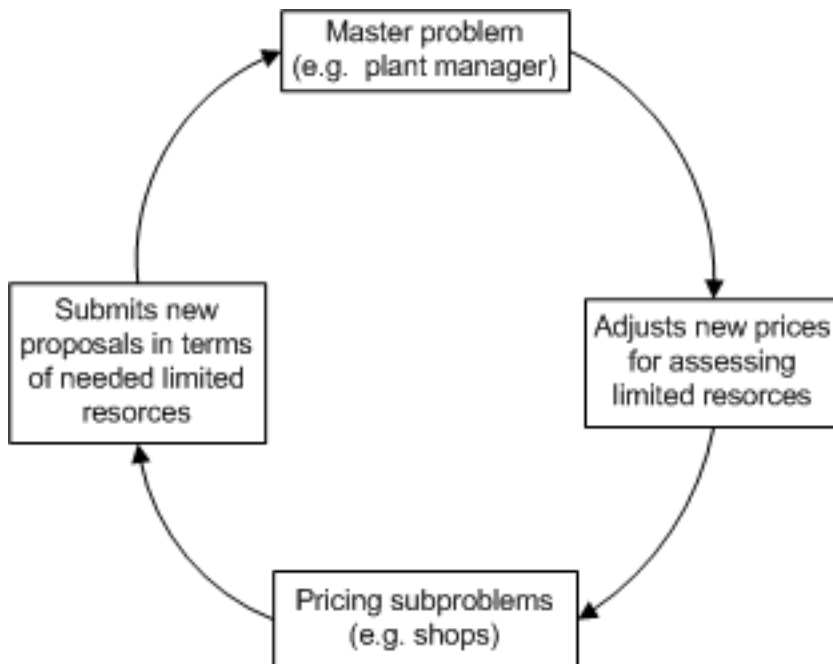 Master problem
(e.g. plant manager)
Submits new
proposals in terms
of needed limited
resorces
Adjusts new prices
for assessing
limited resorces
Pricing subproblems
(e.g. shops)